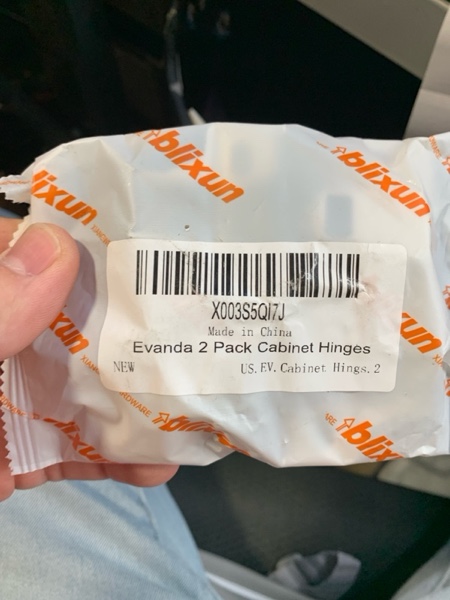 blixun
blixun
blixun
X003S5QI7J
Made in China
Evanda 2 Pack Cabinet Hinges
NEW US.EV.Cabinet Hings.2
HARDWARE
blixun
blixun